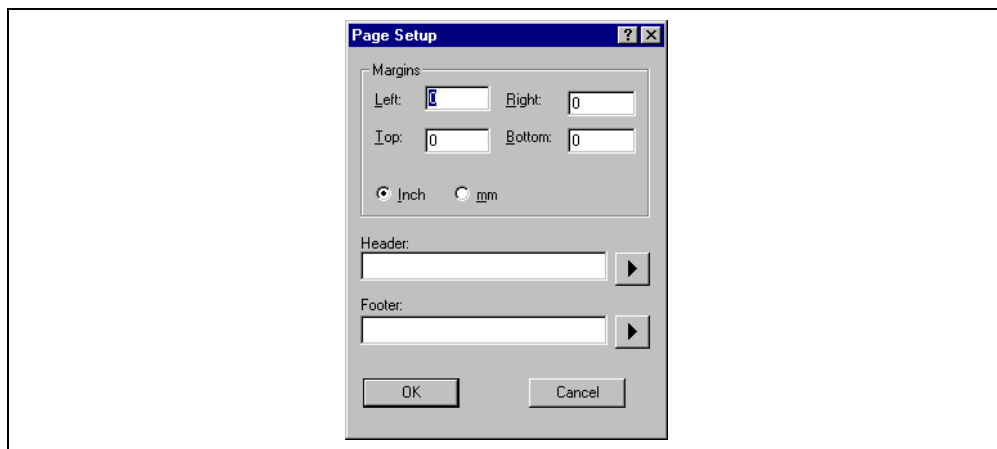 Page Setup
Margins
Left: 0 Right: 0
Top: 0 Bottom: 0
Inch mm
Header:
Footer:
OK Cancel